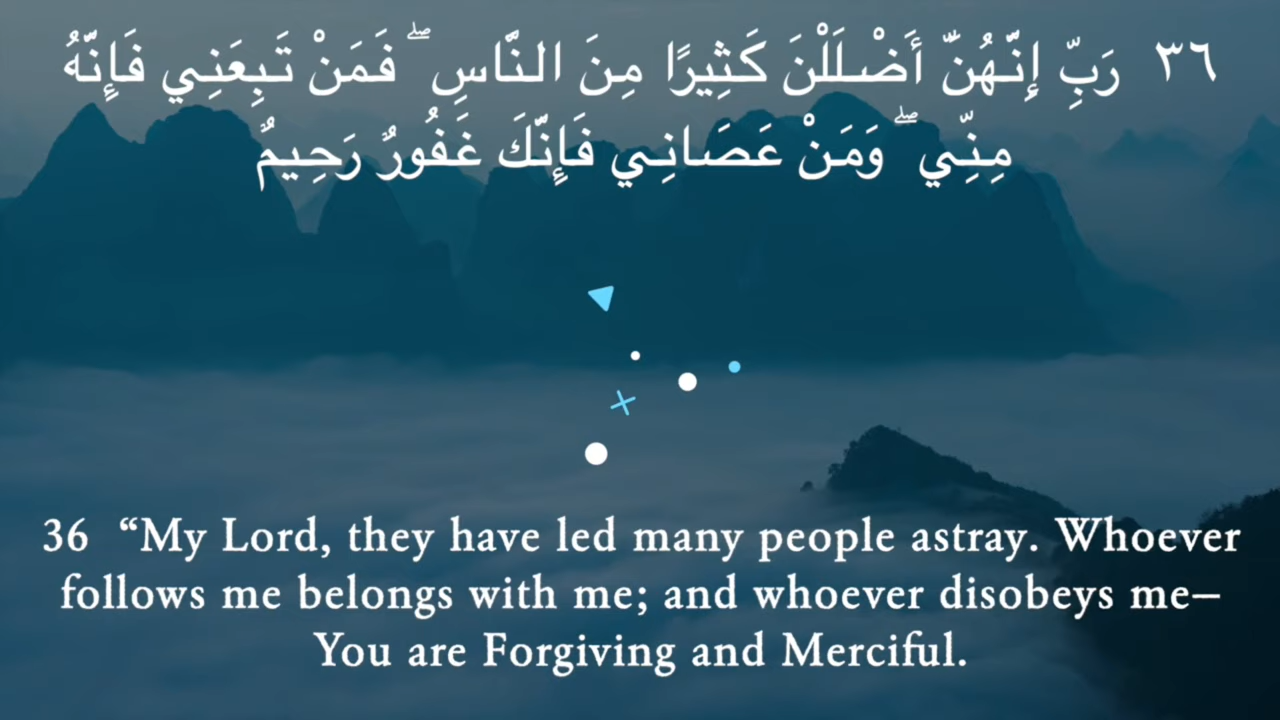 ٣٦ رَبِّ إِنَّهُنَّ أَضْلَلْنَ كَثِيرًا مِنَ النَّاسِ ۖ فَمَنْ تَبِعَنِي فَإِنَّهُ
مِنِّي ۖ وَمَنْ عَصَانِي فَإِنَّكَ غَفُورٌ رَحِيمٌ
36 “My Lord, they have led many people astray. Whoever
follows me belongs with me; and whoever disobeys me—
You are Forgiving and Merciful.